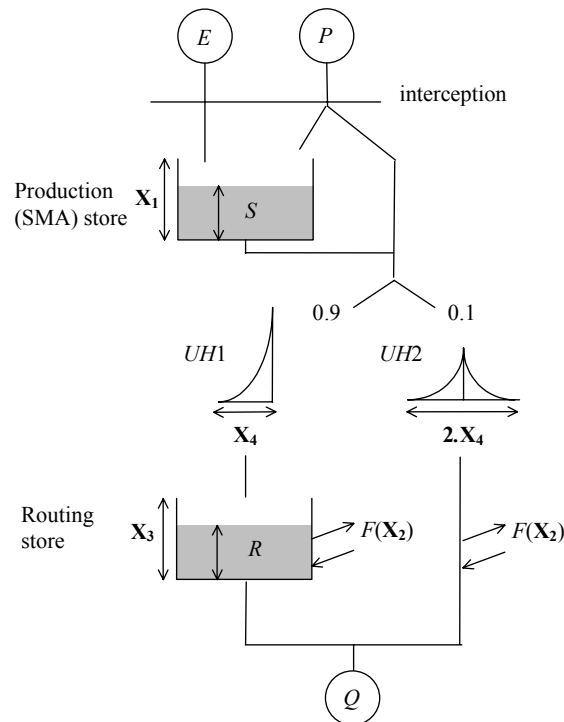 E
P
interception
Production
(SMA) store
X₁
S
0.9
0.1
UH1
UH2
X₄
2.X₄
Routing
store
X₃
R
F(X₂)
F(X₂)
Q